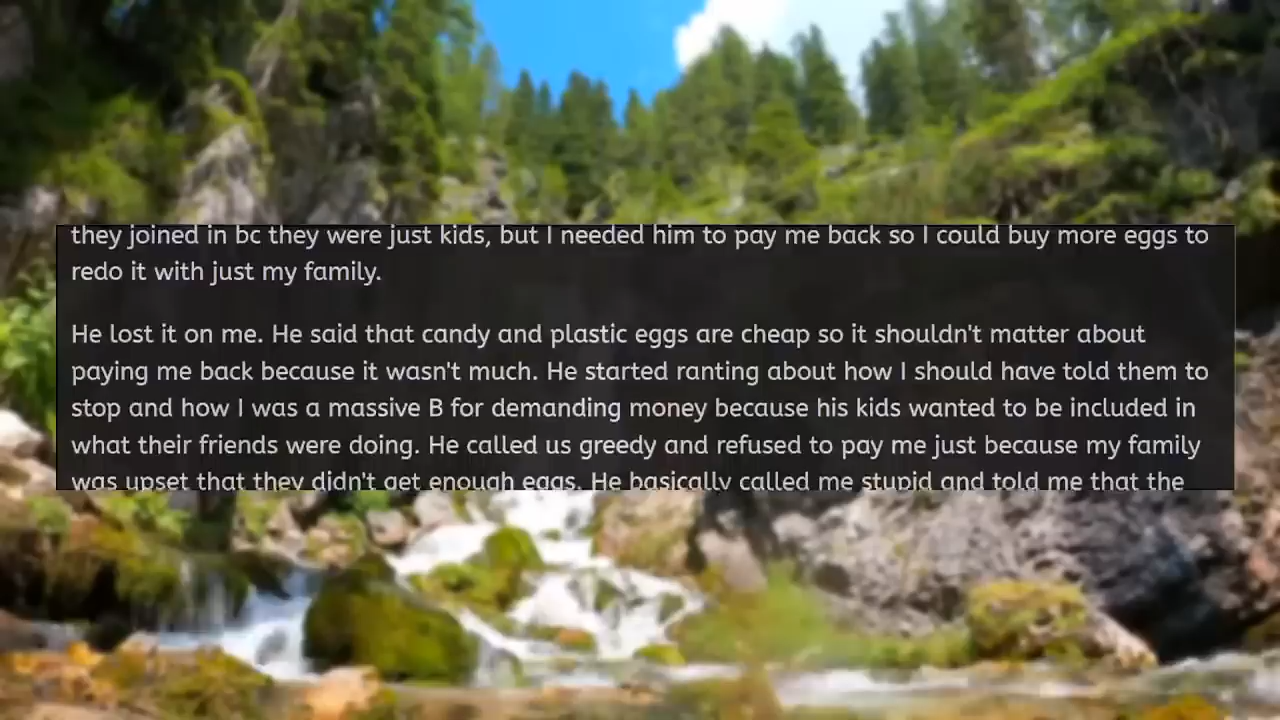 they joined in bc they were just kids, but I needed him to pay me back so I could buy more eggs to
redo it with just my family.
He lost it on me. He said that candy and plastic eggs are cheap so it shouldn't matter about
paying me back because it wasn't much. He started ranting about how I should have told them to
stop and how I was a massive B for demanding money because his kids wanted to be included in
what their friends were doing. He called us greedy and refused to pay me just because my family
was upset that they didn't get enough eggs. He basically called me stupid and told me that the